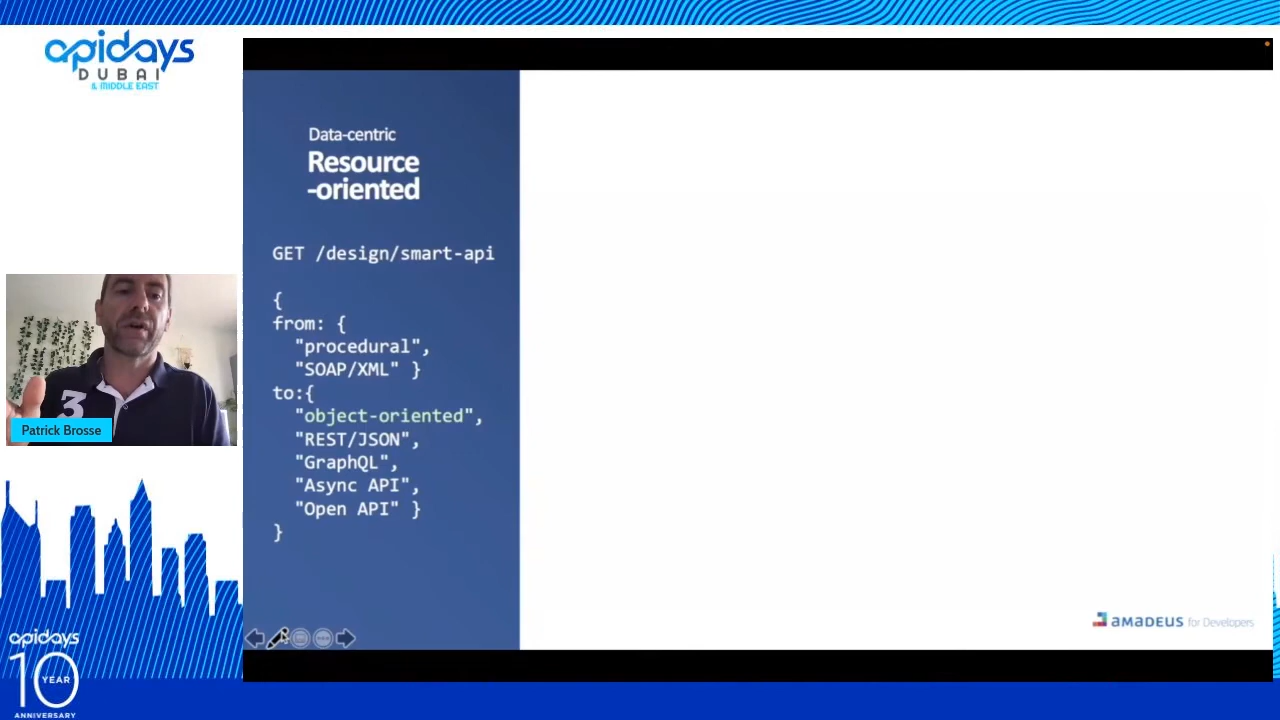 apidays
DUBAI
& MIDDLE EAST
Data-centric
Resource
-oriented
GET /design/smart-api
{
from: {
"procedural",
"SOAP/XML" }
to:{
"object-oriented",
"REST/JSON",
"GraphQL",
"Async API",
"Open API" }
}
3
Patrick Brosse
amadeus for Developers
apidays
10
YEAR
ANNIVERSARY